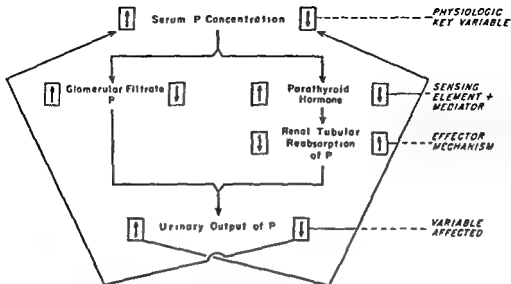 Serum P Concentration
PHYSIOLOGIC
KEY VARIABLE
Glomerular Filtrate
P
Parathyroid
Hormone
SENSING
ELEMENT +
MEDIATOR
Renal Tubular
Reabsorption
of P
EFFECTOR
MECHANISM
Urinary Output of P
VARIABLE
AFFECTED